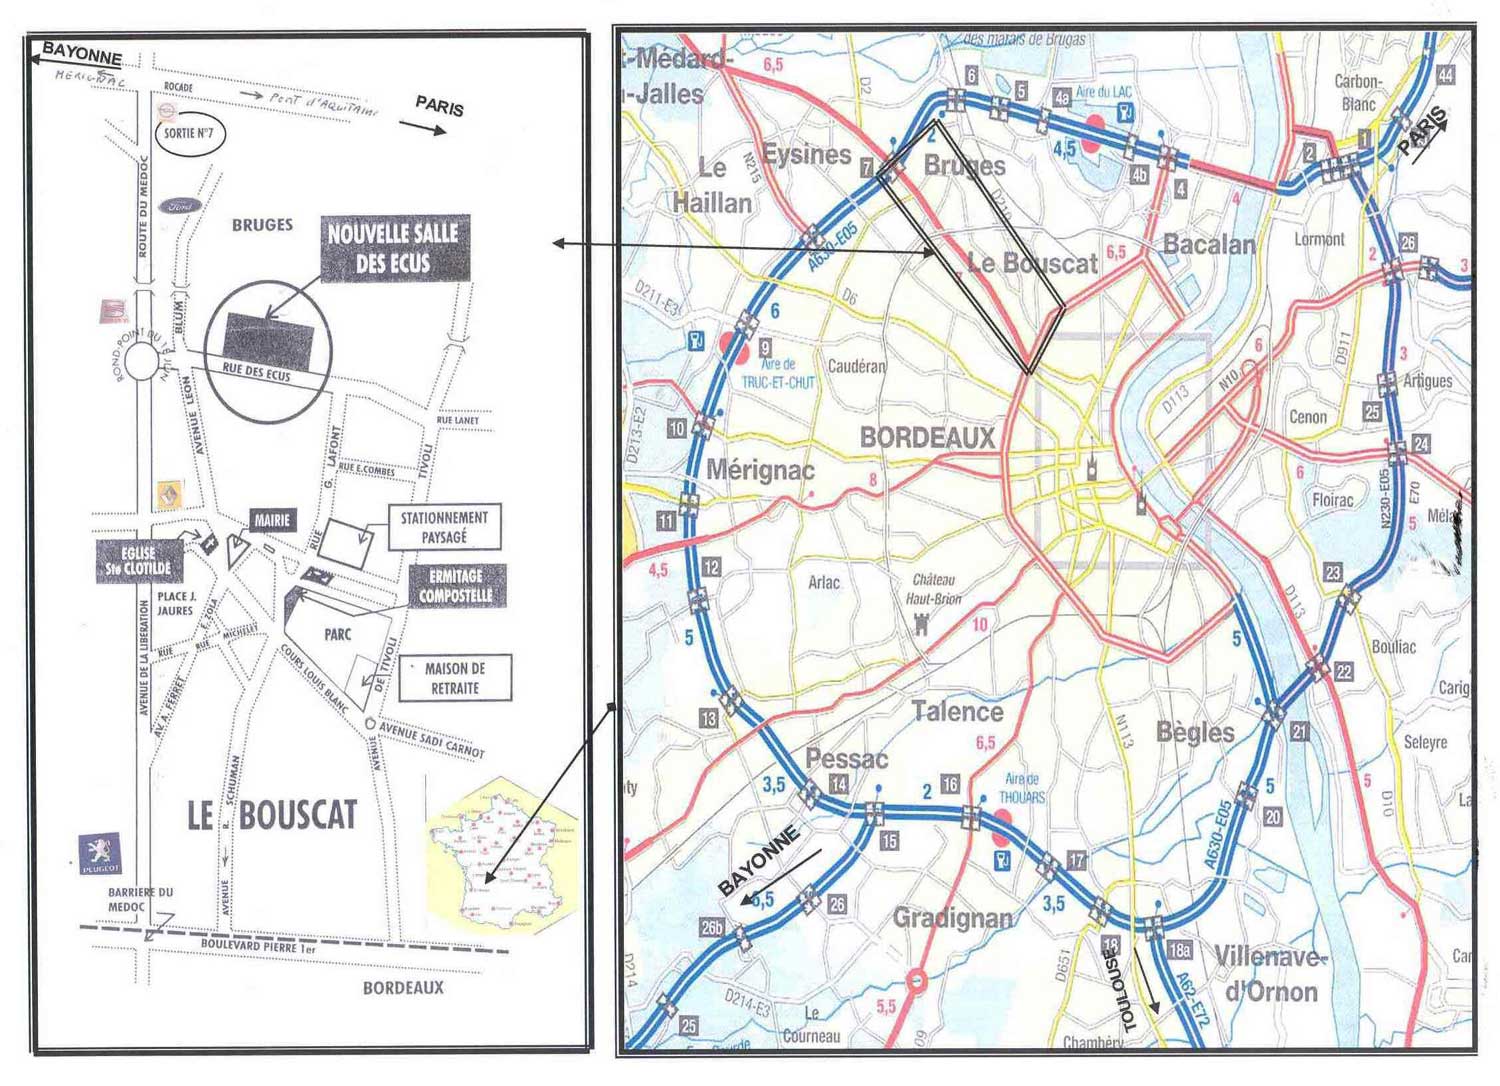 BAYONNE
MERIGNAC
ROCADE
Pont d'Aquitaine
PARIS
SORTIE N°7
ROUTE DU MEDOC
Ford
BRUGES
NOUVELLE SALLE
DES ECUS
BLUM
ROND-POINT DU
RUE DES ECUS
AVENUE LEON
RUE LANET
G. LAFONT
TIVOLI
RUE E.COMBES
MAIRIE
STATIONNEMENT
PAYSAGÉ
RUE
EGLISE
Ste CLOTILDE
ERMITAGE
COMPOSTELLE
PLACE J.
JAURES
E. ZOLA
PARC
RUE
RUE MICHELET
AVENUE DE LA LIBERATION
COURS LOUIS BLANC
DE TIVOLI
MAISON DE
RETRAITE
AV. A. FERRET
AVENUE SADI CARNOT
AVENUE
AVENUE R. SCHUMAN
LE BOUSCAT
PEUGEOT
BARRIERE DU
MEDOC
BOULEVARD PIERRE 1er
BORDEAUX
des marais de Brugas
-Médard-
-Jalles
6,5
D2
6
5
4a
Aire du LAC
Carbon-
Blanc
44
PARIS
Le
Haillan
Eysines
N215
7
2
Bruges
4,5
4b
4
4
2
1
D210
A630-E05
Le Bouscat
7
6,5
Bacalan
Lormont
26
2
3
D211-E3
D6
6
9
Aire de
TRUC-ET-CHUT
Caudéran
D113
N10
6
D911
3
Artigues
25
D213-E2
10
BORDEAUX
Cenon
24
Mérignac
8
6
Floirac
N230-E05
E70
5
11
4,5
12
Arlac
Château
Haut-Brion
10
23
D113
5
5
Bouliac
22
13
Talence
N113
Bègles
21
Seleyre
Pessac
6,5
3,5
14
2
16
Aire de
THOUARS
5
5
D10
15
20
A630-E05
BAYONNE
6,5
26
17
3,5
26b
Gradignan
18
18a
Villenave-
d'Ornon
TOULOUSE
D651
A62-E72
D214
D214-E3
25
Le
Courneau
5,5
Chambéry